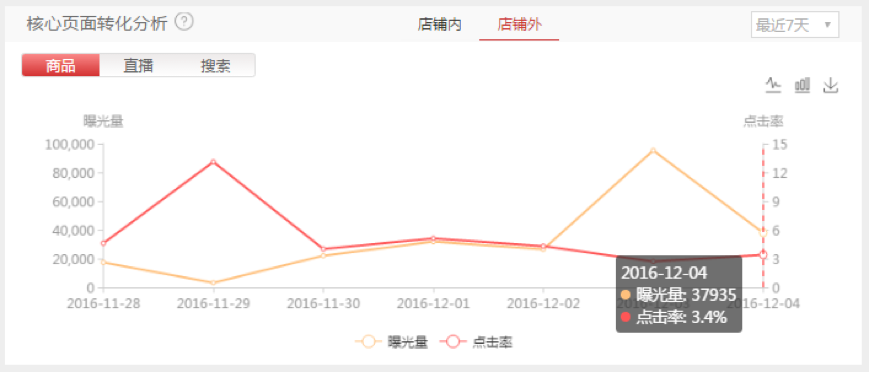 核心页面转化分析 ?
店铺内 店铺外
最近7天
商品 直播 搜索
曝光量 点击率
100,000 15
80,000 12
60,000 9
40,000 6
20,000 3
0 0
2016-12-04
曝光量: 37935
点击率: 3.4%
2016-11-28 2016-11-29 2016-11-30 2016-12-01 2016-12-02 2016-12-03 2016-12-04
曝光量 点击率